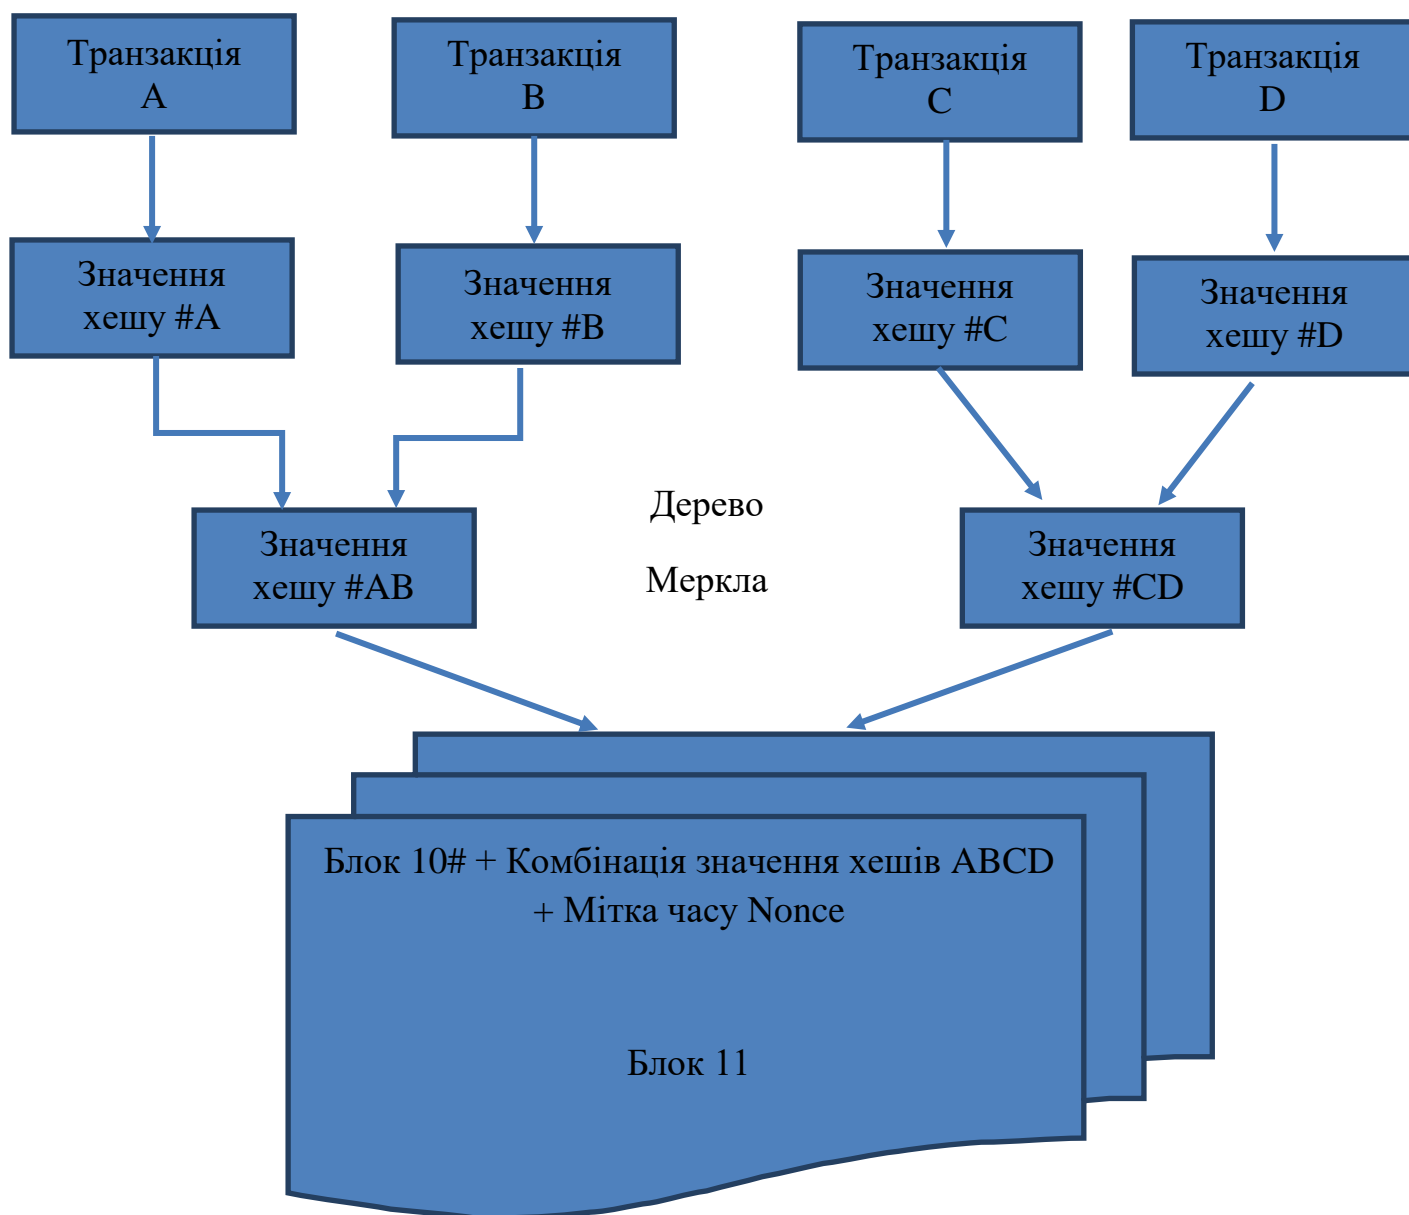 Транзакція
A
Транзакція
B
Транзакція
C
Транзакція
D
Значення
хешу #A
Значення
хешу #B
Значення
хешу #C
Значення
хешу #D
Дерево
Меркла
Значення
хешу #AB
Значення
хешу #CD
Блок 10# + Комбінація значення хешів ABCD
+ Мітка часу Nonce
Блок 11